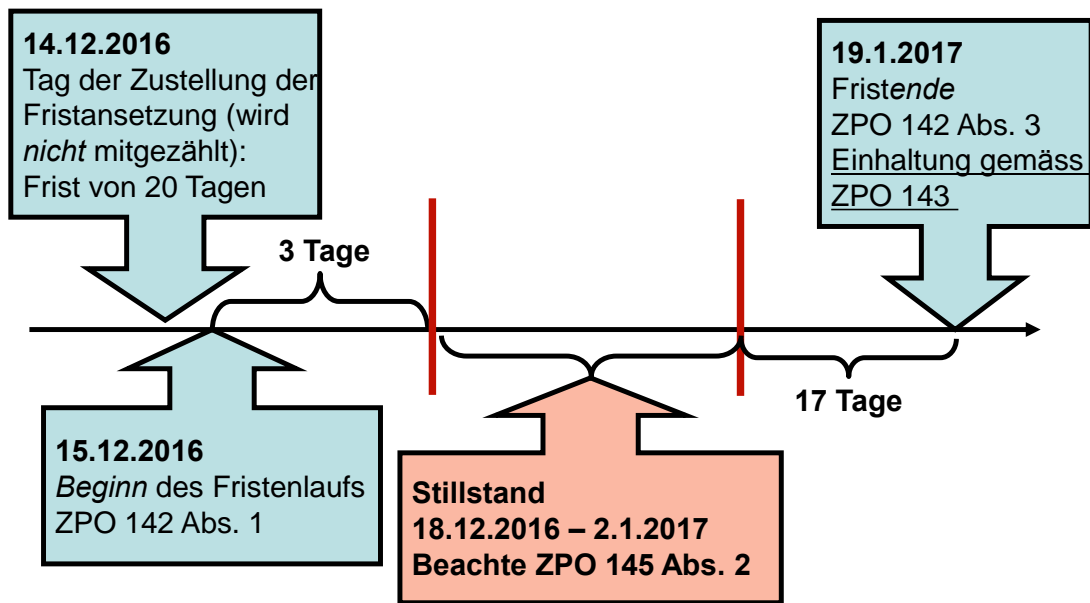 14.12.2016
Tag der Zustellung der
Fristansetzung (wird
nicht mitgezählt):
Frist von 20 Tagen
19.1.2017
Fristende
ZPO 142 Abs. 3
Einhaltung gemäss
ZPO 143
3 Tage
17 Tage
15.12.2016
Beginn des Fristenlaufs
ZPO 142 Abs. 1
Stillstand
18.12.2016 – 2.1.2017
Beachte ZPO 145 Abs. 2